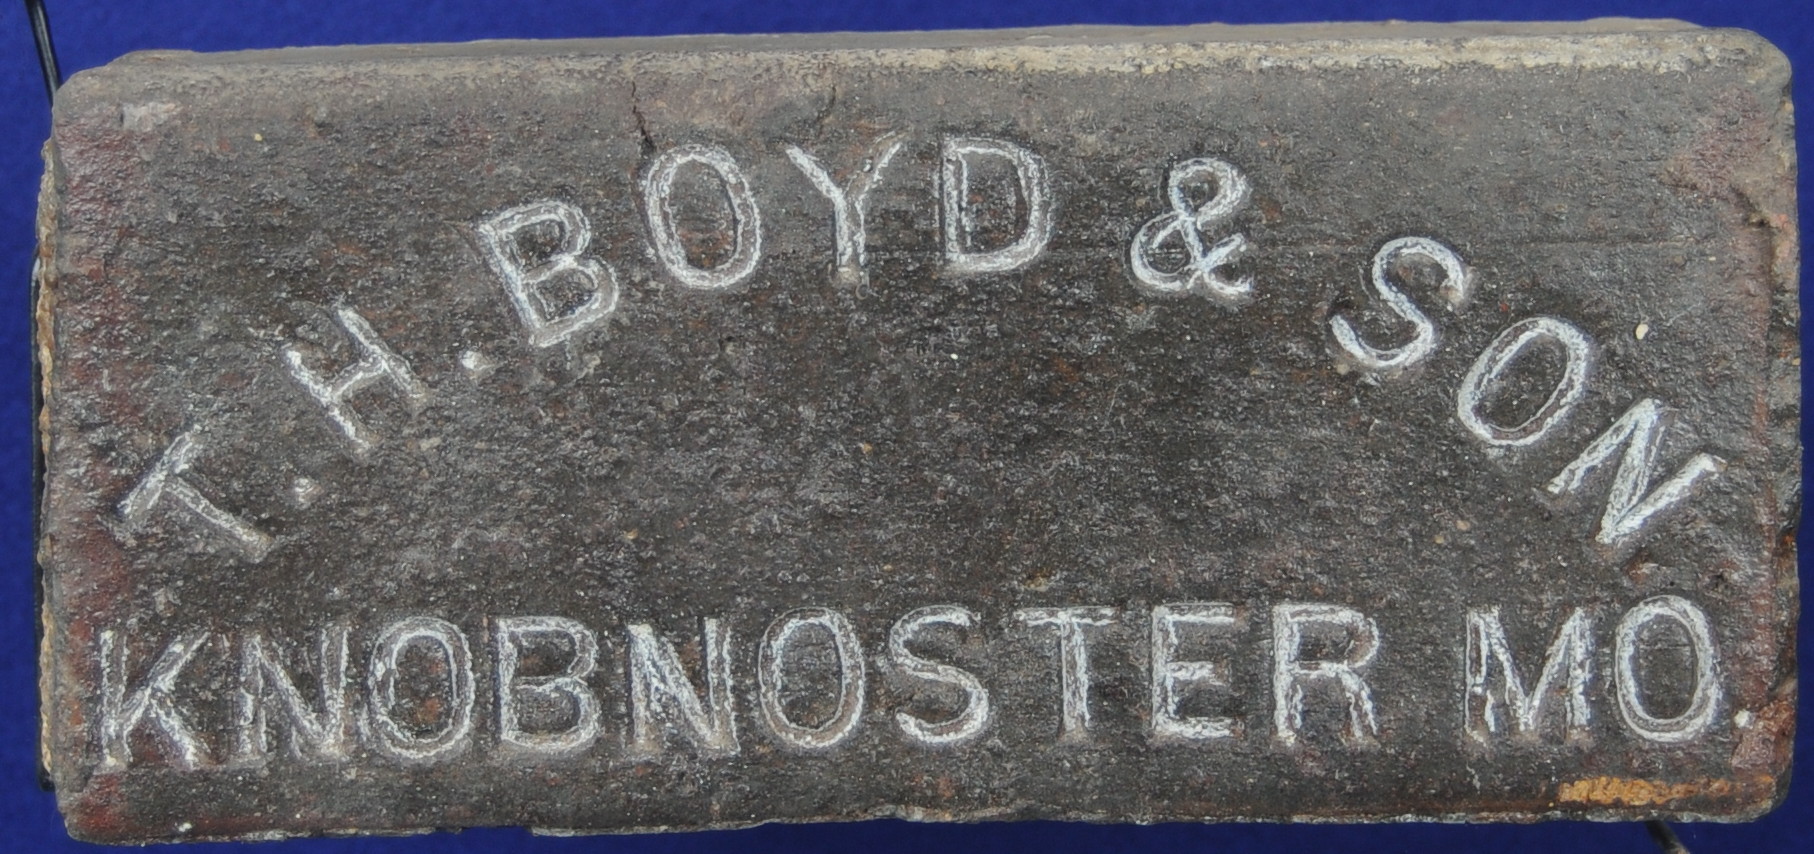 T.H.BOYD & SON
KNOBNOSTER MO.